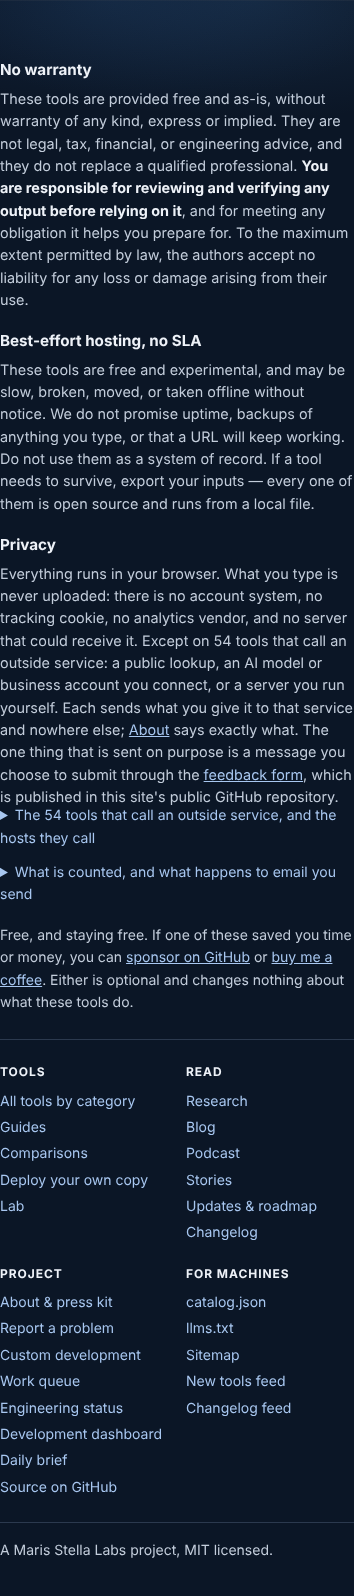 No warranty
These tools are provided free and as-is, without
warranty of any kind, express or implied. They are
not legal, tax, financial, or engineering advice, and
they do not replace a qualified professional. You
are responsible for reviewing and verifying any
output before relying on it, and for meeting any
obligation it helps you prepare for. To the maximum
extent permitted by law, the authors accept no
liability for any loss or damage arising from their
use.
Best-effort hosting, no SLA
These tools are free and experimental, and may be
slow, broken, moved, or taken offline without
notice. We do not promise uptime, backups of
anything you type, or that a URL will keep working.
Do not use them as a system of record. If a tool
needs to survive, export your inputs — every one of
them is open source and runs from a local file.
Privacy
Everything runs in your browser. What you type is
never uploaded: there is no account system, no
tracking cookie, no analytics vendor, and no server
that could receive it. Except on 54 tools that call an
outside service: a public lookup, an AI model or
business account you connect, or a server you run
yourself. Each sends what you give it to that service
and nowhere else; About says exactly what. The
one thing that is sent on purpose is a message you
choose to submit through the feedback form, which
is published in this site's public GitHub repository.
▶ The 54 tools that call an outside service, and the
hosts they call
▶ What is counted, and what happens to email you
send
Free, and staying free. If one of these saved you time
or money, you can sponsor on GitHub or buy me a
coffee. Either is optional and changes nothing about
what these tools do.
TOOLS
All tools by category
Guides
Comparisons
Deploy your own copy
Lab
READ
Research
Blog
Podcast
Stories
Updates & roadmap
Changelog
PROJECT
About & press kit
Report a problem
Custom development
Work queue
Engineering status
Development dashboard
Daily brief
Source on GitHub
FOR MACHINES
catalog.json
llms.txt
Sitemap
New tools feed
Changelog feed
A Maris Stella Labs project, MIT licensed.